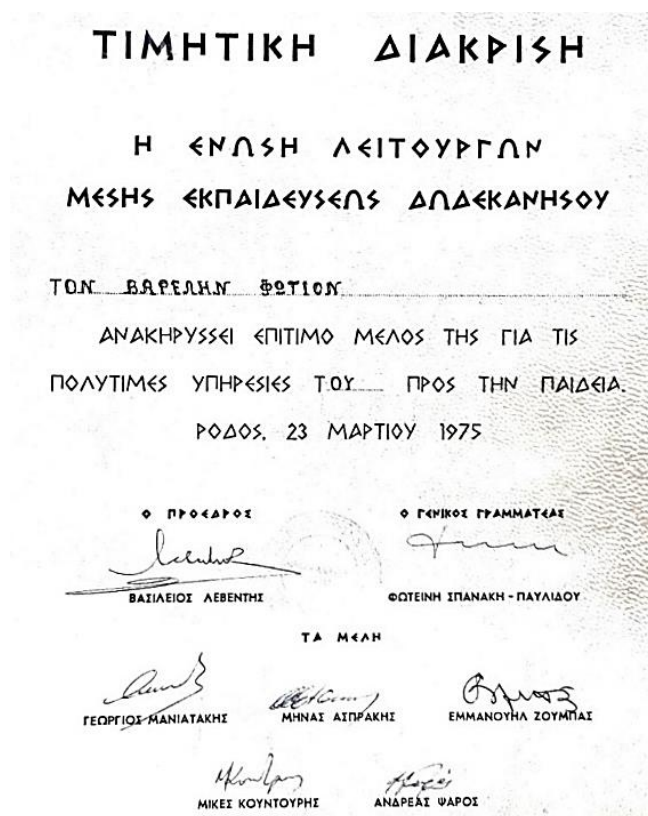 ΤΙΜΗΤΙΚΗ ΔΙΑΚΡΙΣΗ
Η ΕΝΩΣΗ ΛΕΙΤΟΥΡΓΩΝ
ΜΕΣΗΣ ΕΚΠΑΙΔΕΥΣΕΩΣ ΔΩΔΕΚΑΝΗΣΟΥ
ΤΟΝ ΒΑΡΕΛΗΝ ΦΩΤΙΟΝ
ΑΝΑΚΗΡΥΣΣΕΙ ΕΠΙΤΙΜΟ ΜΕΛΟΣ ΤΗΣ ΓΙΑ ΤΙΣ
ΠΟΛΥΤΙΜΕΣ ΥΠΗΡΕΣΙΕΣ ΤΟΥ ΠΡΟΣ ΤΗΝ ΠΑΙΔΕΙΑ.
ΡΟΔΟΣ, 23 ΜΑΡΤΙΟΥ 1975
Ο ΠΡΟΕΔΡΟΣ Ο ΓΕΝΙΚΟΣ ΓΡΑΜΜΑΤΕΑΣ
ΒΑΣΙΛΕΙΟΣ ΛΕΒΕΝΤΗΣ ΦΩΤΕΙΝΗ ΣΠΑΝΑΚΗ - ΠΑΥΛΙΔΟΥ
ΤΑ ΜΕΛΗ
ΓΕΩΡΓΙΟΣ ΜΑΝΙΑΤΑΚΗΣ ΜΗΝΑΣ ΑΣΠΡΑΚΗΣ ΕΜΜΑΝΟΥΗΛ ΖΟΥΜΠΑΣ
ΜΙΚΕΣ ΚΟΥΝΤΟΥΡΗΣ ΑΝΔΡΕΑΣ ΨΑΡΟΣ